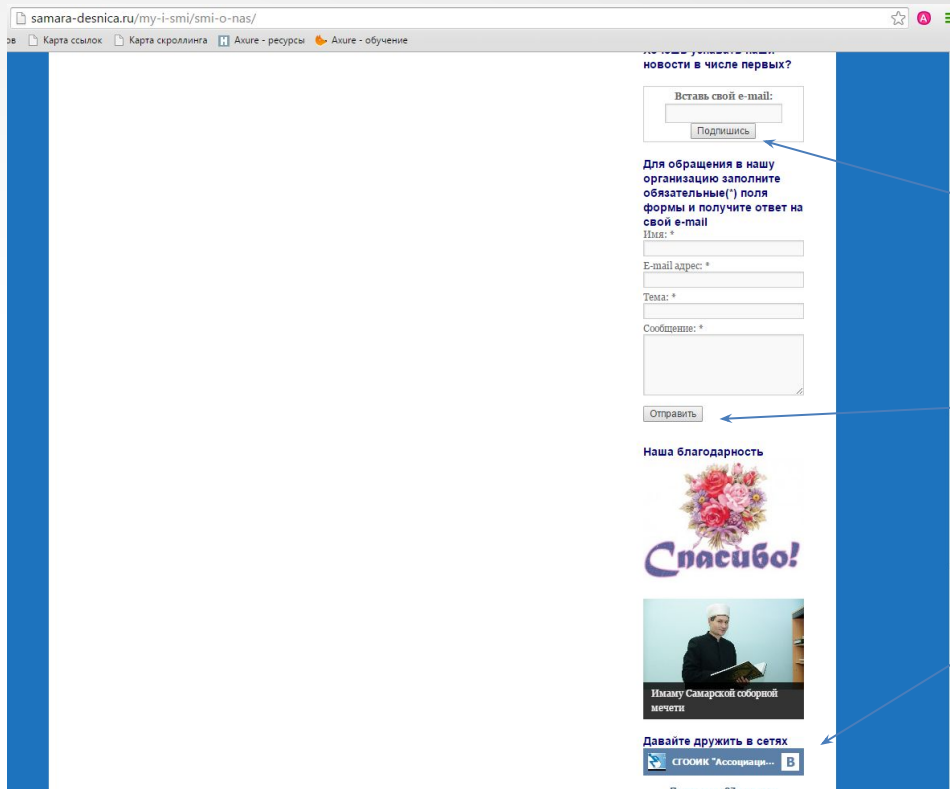 samara-desnica.ru/my-i-smi/smi-o-nas/
ов Карта ссылок Карта скроллинга Axure - ресурсы Axure - обучение
новости в числе первых?
Вставь свой e-mail:
Подпишись
Для обращения в нашу
организацию заполните
обязательные(*) поля
формы и получите ответ на
свой e-mail
Имя: *
E-mail адрес: *
Тема: *
Сообщение: *
Отправить
Наша благодарность
Спасибо!
Имаму Самарской соборной
мечети
Давайте дружить в сетях
СГООИК "Ассоциаци... B